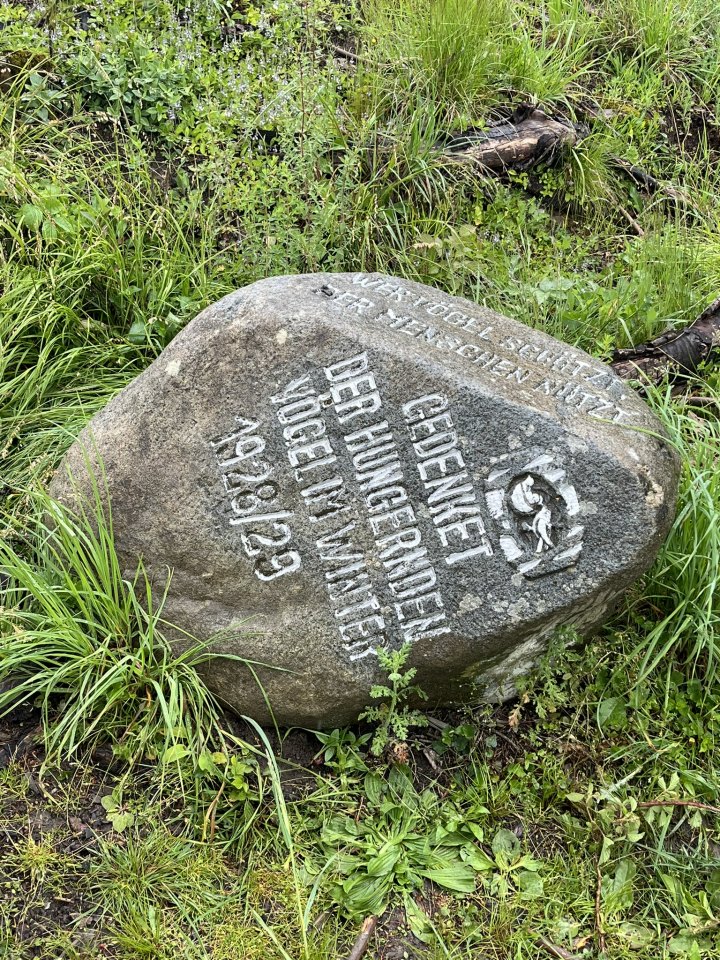 WER VÖGEL SCHÜTZT
DER MENSCHEN NÜTZT
GEDENKET
DER HUNGERNDEN
VÖGEL IM WINTER
1928/29